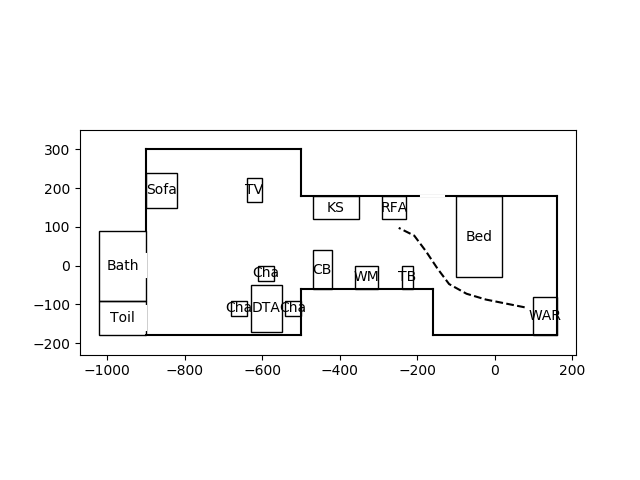 300
200
100
0
−100
−200
Sofa
TV
KS
RFA
Bed
Bath
Cha
CB
WM
TB
Toil
Cha
DTA
Cha
WAR
−1000
−800
−600
−400
−200
0
200